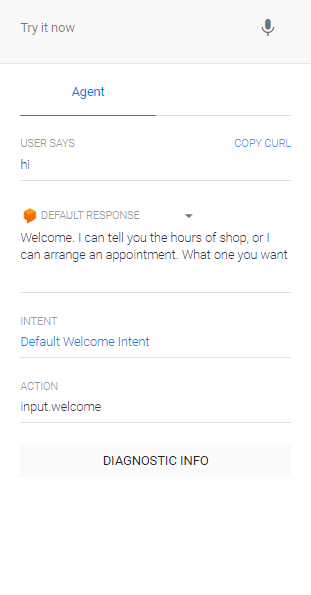 Try it now
Agent
USER SAYS COPY CURL
hi
DEFAULT RESPONSE
Welcome. I can tell you the hours of shop, or I
can arrange an appointment. What one you want
INTENT
Default Welcome Intent
ACTION
input.welcome
DIAGNOSTIC INFO